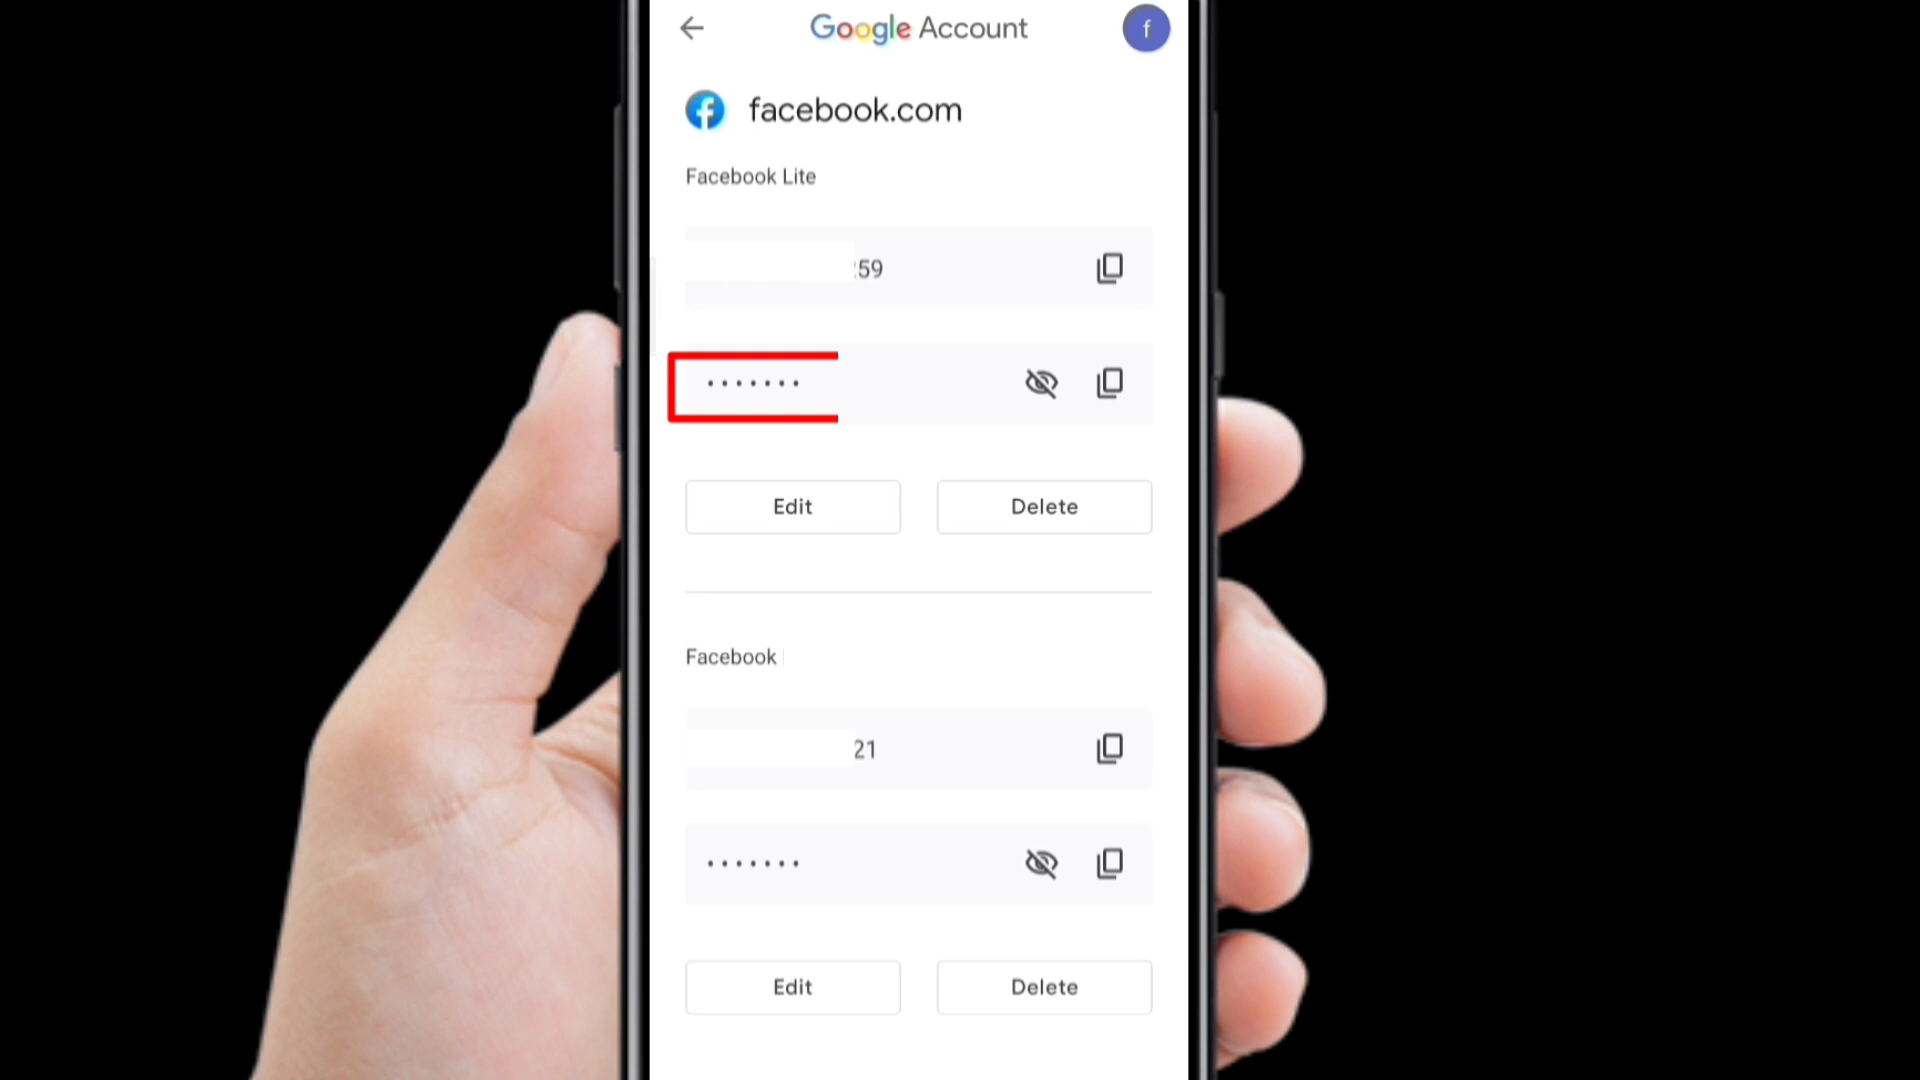 Google Account
f
facebook.com
Facebook Lite
59
•••••••
Edit
Delete
Facebook
21
•••••••
Edit
Delete